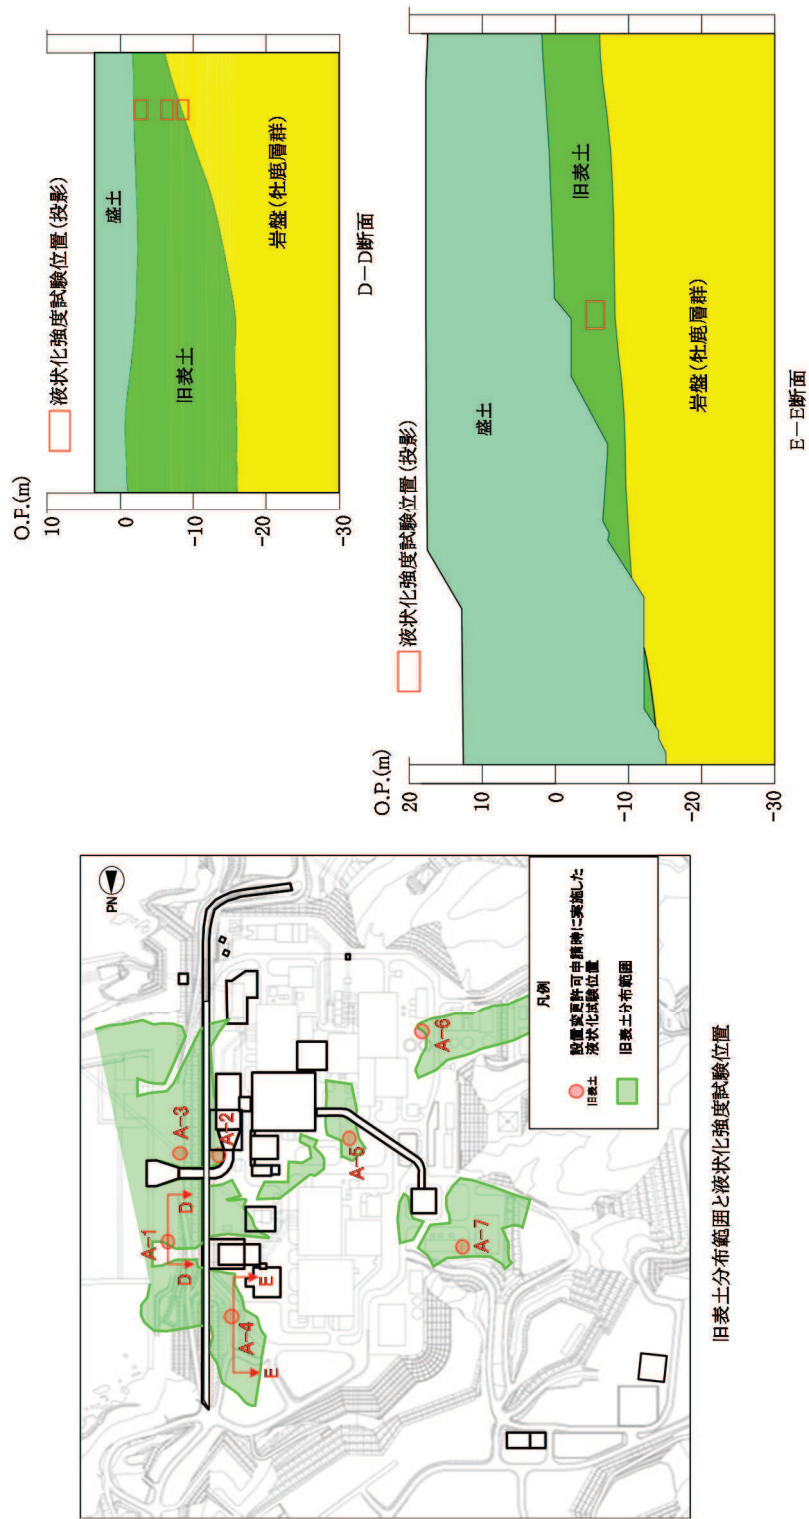 O.P.(m)
10
0
-10
-20
-30
液状化強度試験位置(投影)
盛土
旧表土
岩盤(牡鹿層群)
D-D断面
O.P.(m)
20
10
0
-10
-20
-30
液状化強度試験位置(投影)
盛土
旧表土
岩盤(牡鹿層群)
E-E断面
PN
A-1
D
D
A-3
A-2
A-4
E
E
A-5
A-6
A-7
凡例
旧表土
設置変更許可申請時に実施した
液状化試験位置
旧表土分布範囲
旧表土分布範囲と液状化強度試験位置